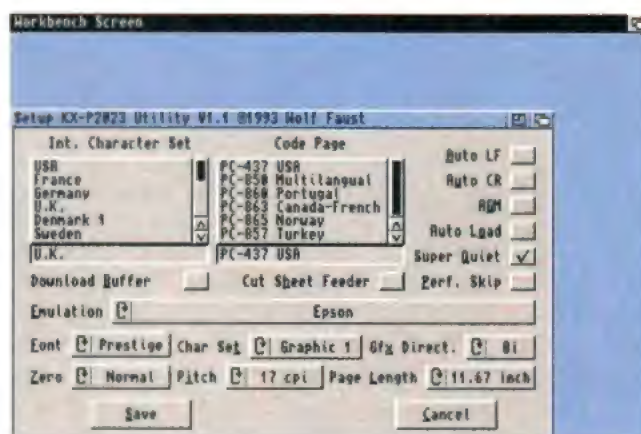 Workbench Screen
Setup KX-P2023 Utility V1.1 ©1993 Wolf Faust
Int. Character Set
Code Page
USA
France
Germany
U.K.
Denmark 1
Sweden
U.K.
PC-437 USA
PC-850 Multilangual
PC-860 Portugal
PC-863 Canada-French
PC-865 Norway
PC-857 Turkey
PC-437 USA
Auto LF
Auto CR
AGM
Auto Load
Super Quiet
Download Buffer
Cut Sheet Feeder
Perf. Skip
Emulation
Epson
Font
Prestige
Char Set
Graphic 1
Gfx Direct.
Bi
Zero
Normal
Pitch
17 cpi
Page Length
11.67 inch
Save
Cancel